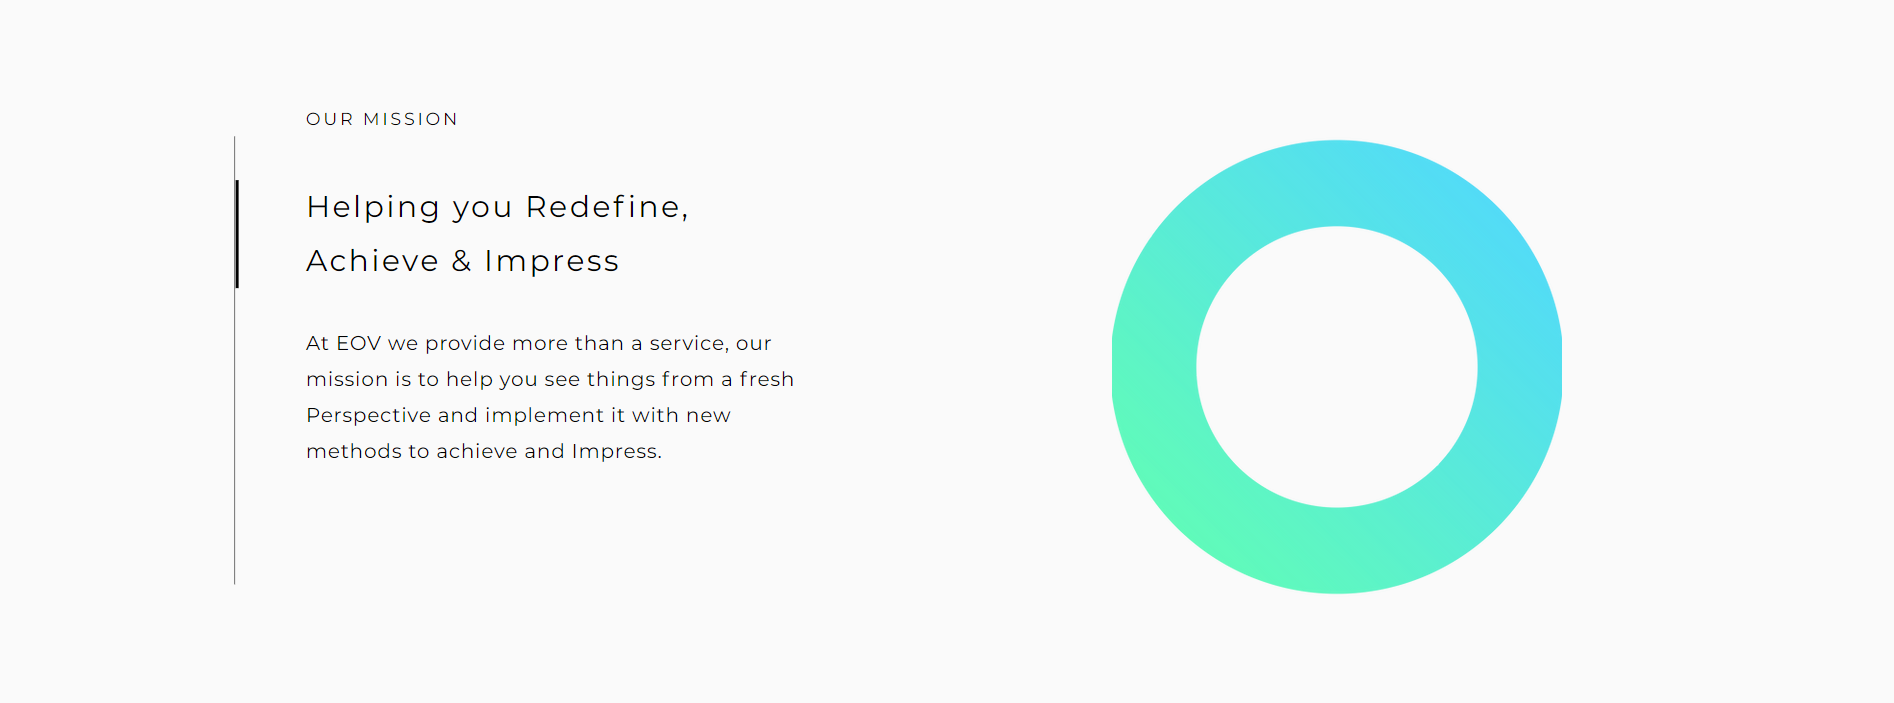 OUR MISSION
Helping you Redefine,
Achieve & Impress
At EOV we provide more than a service, our
mission is to help you see things from a fresh
Perspective and implement it with new
methods to achieve and Impress.